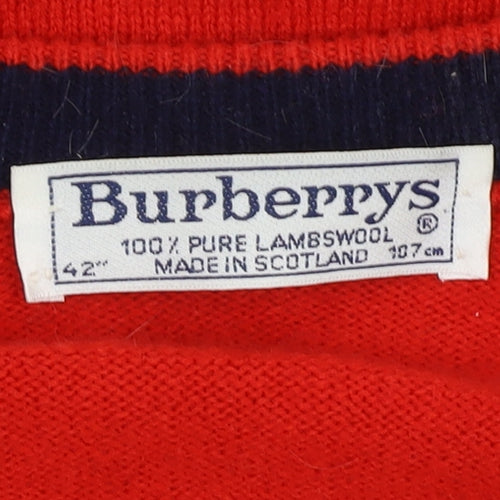 Burberrys®
100% PURE LAMBSWOOL
42" MADE IN SCOTLAND 107cm